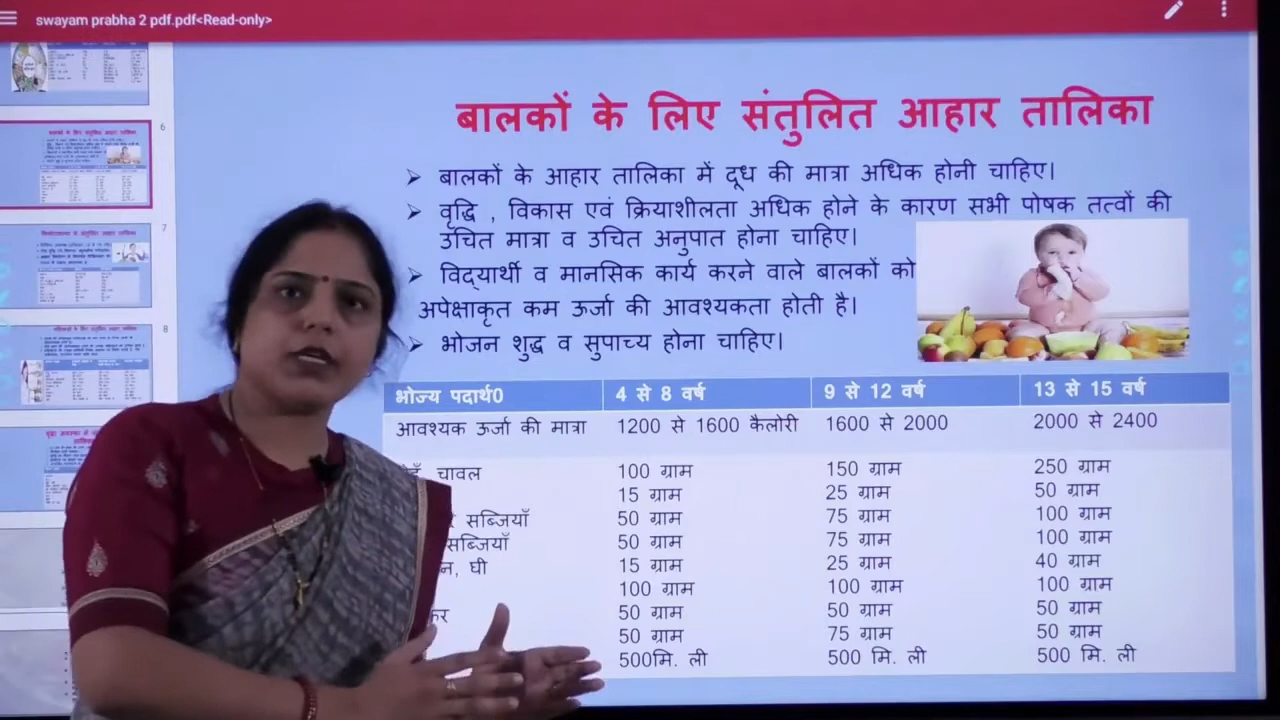 swayam prabha 2 pdf.pdf<Read-only>
बालकों के लिए संतुलित आहार तालिका
बालकों के आहार तालिका में दूध की मात्रा अधिक होनी चाहिए।
वृद्धि , विकास एवं क्रियाशीलता अधिक होने के कारण सभी पोषक तत्वों की
उचित मात्रा व उचित अनुपात होना चाहिए।
विद्यार्थी व मानसिक कार्य करने वाले बालकों को
अपेक्षाकृत कम ऊर्जा की आवश्यकता होती है।
भोजन शुद्ध व सुपाच्य होना चाहिए।
भोज्य पदार्थ0 4 से 8 वर्ष 9 से 12 वर्ष 13 से 15 वर्ष
आवश्यक ऊर्जा की मात्रा 1200 से 1600 कैलोरी 1600 से 2000 2000 से 2400
चावल 100 ग्राम 150 ग्राम 250 ग्राम
15 ग्राम 25 ग्राम 50 ग्राम
सब्जियाँ 50 ग्राम 75 ग्राम 100 ग्राम
सब्जियाँ 50 ग्राम 75 ग्राम 100 ग्राम
घी 15 ग्राम 25 ग्राम 40 ग्राम
100 ग्राम 100 ग्राम 100 ग्राम
50 ग्राम 50 ग्राम 50 ग्राम
50 ग्राम 75 ग्राम 50 ग्राम
500मि. ली 500 मि. ली 500 मि. ली
6
7
8